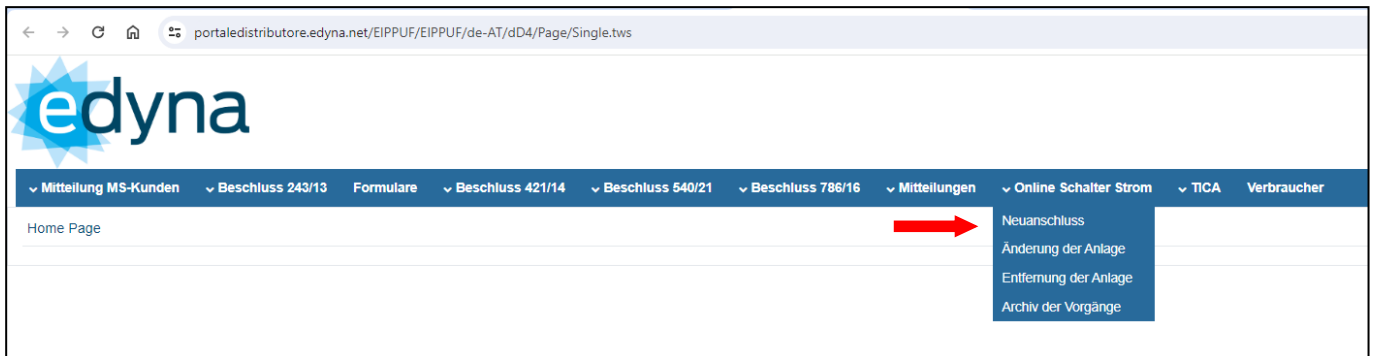 portaledistributore.edyna.net/EIPPUF/EIPPUF/de-AT/dD4/Page/Single.tws
edyna
Mitteilung MS-Kunden Beschluss 243/13 Formulare Beschluss 421/14 Beschluss 540/21 Beschluss 786/16 Mitteilungen Online Schalter Strom TICA Verbraucher
Home Page
Neuanschluss
Änderung der Anlage
Entfernung der Anlage
Archiv der Vorgänge